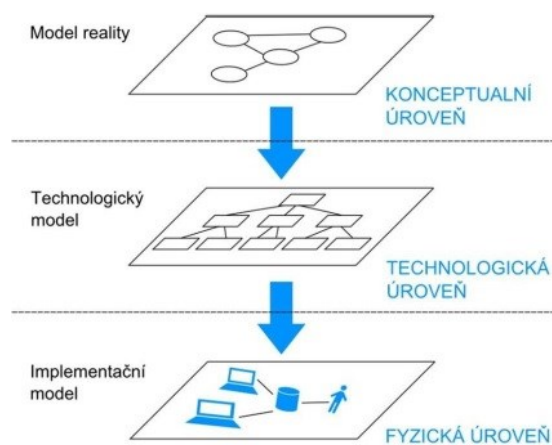 Model reality
KONCEPTUALNÍ
ÚROVEŇ
Technologický
model
TECHNOLOGICKÁ
ÚROVEŇ
Implementační
model
FYZICKÁ ÚROVEŇ